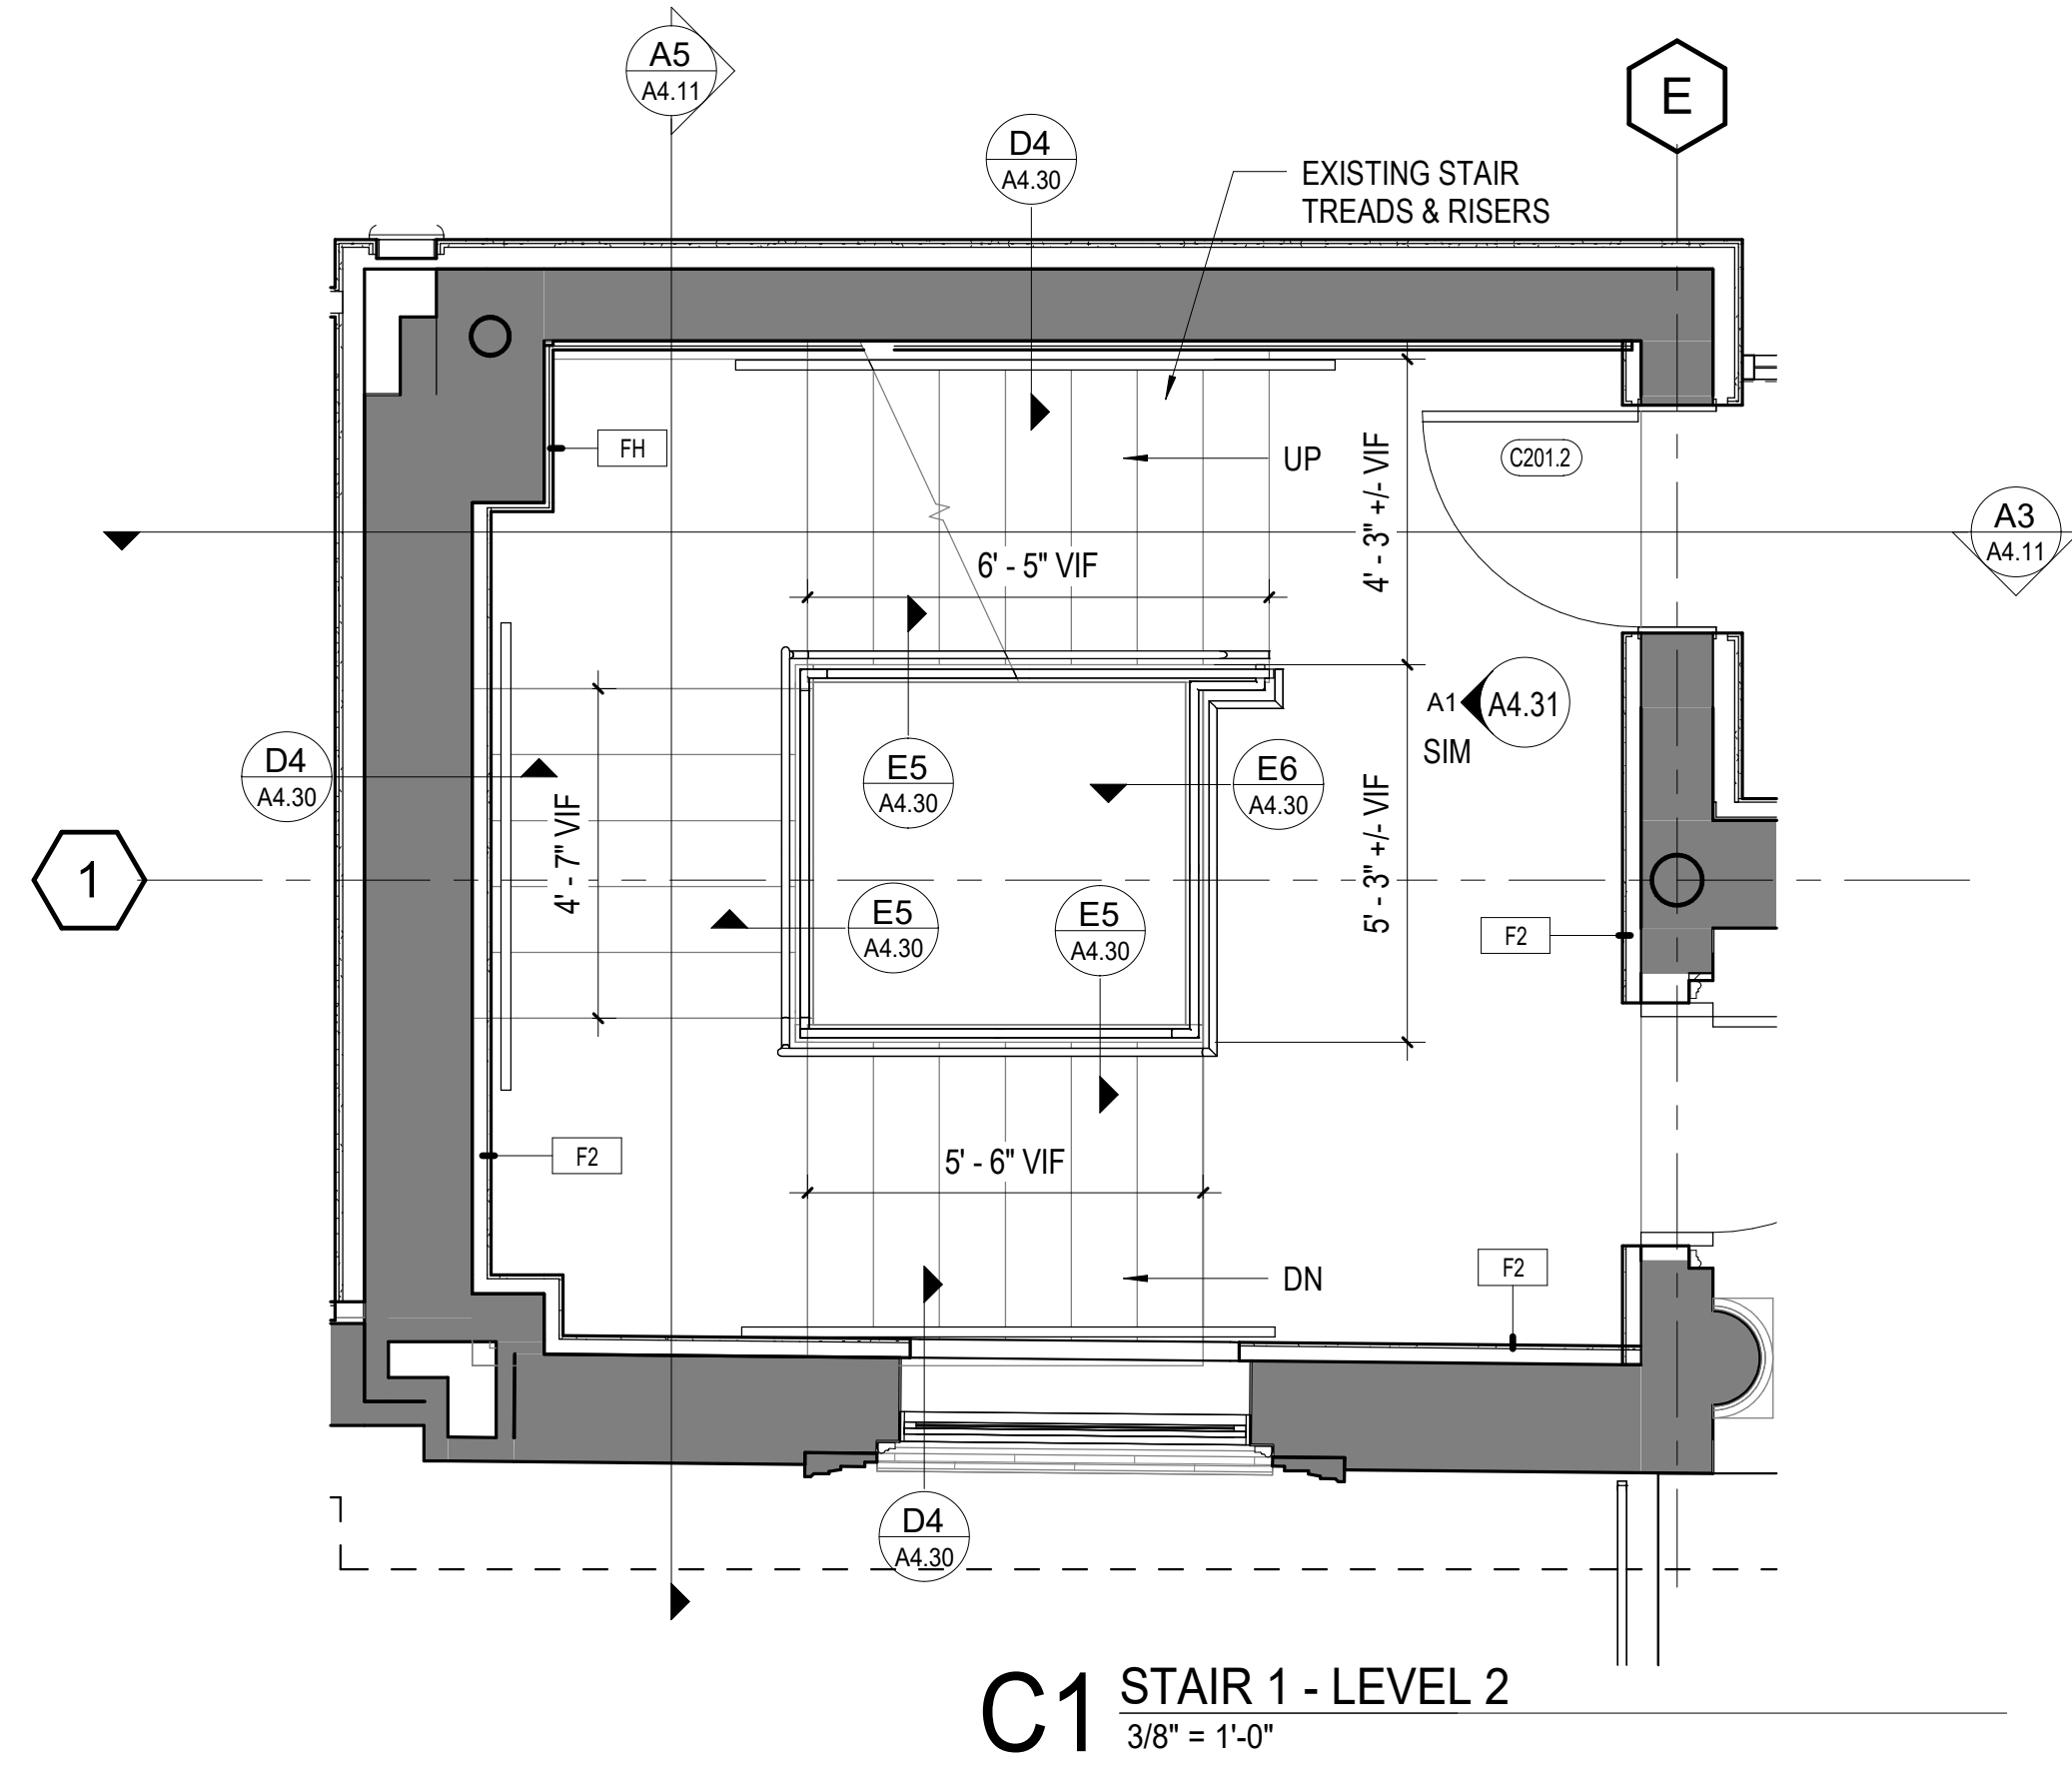 A5
A4.11
E
D4
A4.30
EXISTING STAIR
TREADS & RISERS
FH
UP
C201.2
4' - 3" +/- VIF
A3
A4.11
6' - 5" VIF
A1
A4.31
SIM
D4
A4.30
E5
A4.30
E6
A4.30
4' - 7" VIF
5' - 3" +/- VIF
1
E5
A4.30
E5
A4.30
F2
F2
5' - 6" VIF
DN
F2
D4
A4.30
C1
STAIR 1 - LEVEL 2
3/8" = 1'-0"